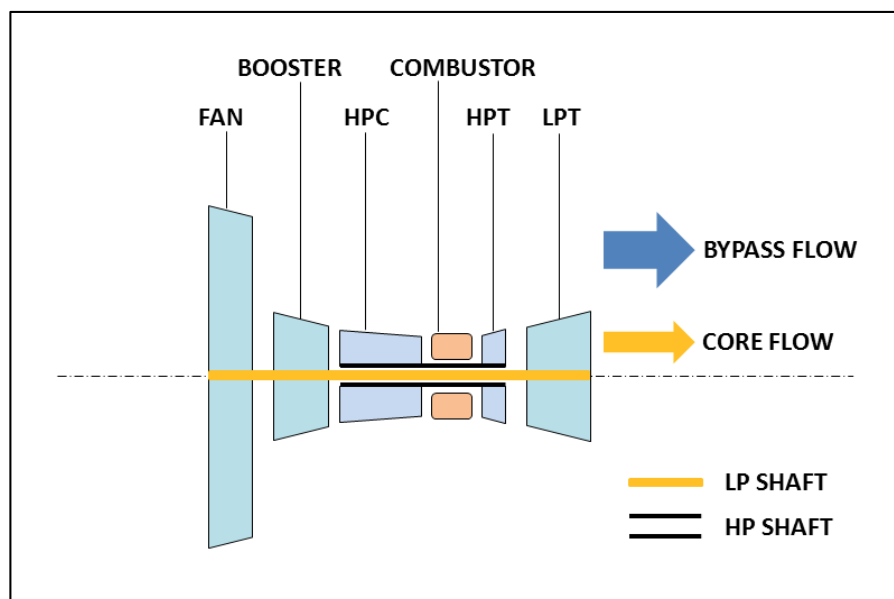 BOOSTER
COMBUSTOR
FAN
HPC
HPT
LPT
BYPASS FLOW
CORE FLOW
LP SHAFT
HP SHAFT